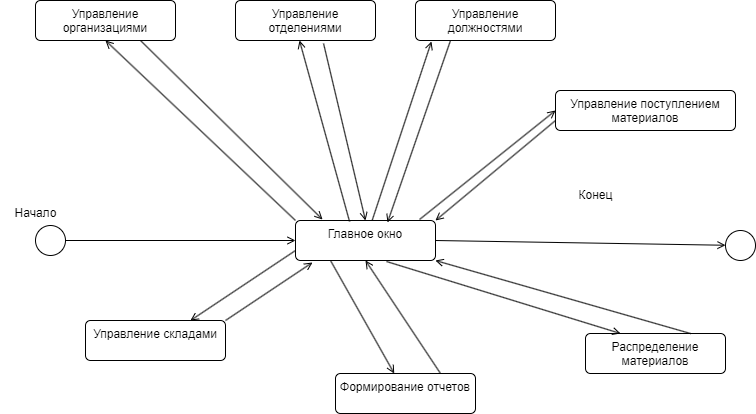 Управление
организациями
Управление
отделениями
Управление
должностями
Управление поступлением
материалов
Конец
Начало
Главное окно
Управление складами
Распределение
материалов
Формирование отчетов